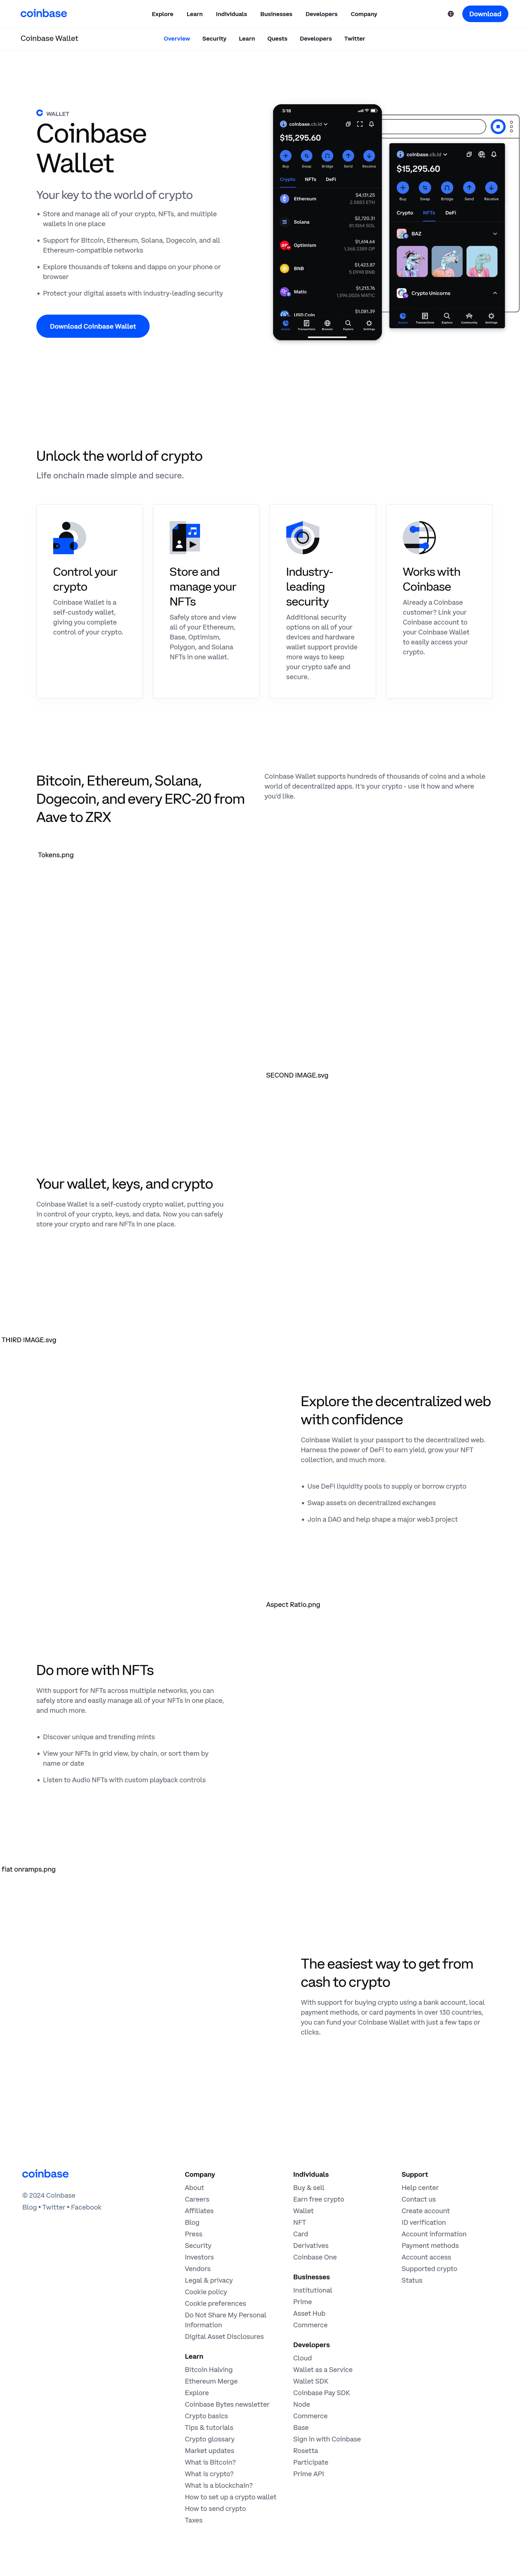 coinbase
Explore
Learn
Individuals
Businesses
Developers
Company
Download
Coinbase Wallet
Overview
Security
Learn
Quests
Developers
Twitter
WALLET
Coinbase
Wallet
Your key to the world of crypto
Store and manage all of your crypto, NFTs, and multiple
wallets in one place
Support for Bitcoin, Ethereum, Solana, Dogecoin, and all
Ethereum-compatible networks
Explore thousands of tokens and dapps on your phone or
browser
Protect your digital assets with industry-leading security
Download Coinbase Wallet
3:16
coinbase.cb.id
$15,295.60
Buy
Swap
Bridge
Send
Receive
Crypto
NFTs
DeFi
Ethereum
$4,131.25
2.5883 ETH
Solana
$2,720.31
81.1064 SOL
Optimism
$1,614.64
1,368.3389 OP
BNB
$1,423.87
5.0998 BNB
Matic
$1,213.76
1,596.0026 MATIC
USD Coin
$1,081.39
Assets
Transactions
Browser
Explore
Settings
coinbase.cb.id
$15,295.60
Buy
Swap
Bridge
Send
Receive
Crypto
NFTs
DeFi
BAZ
Crypto Unicorns
Assets
Transactions
Explore
Community
Settings
Unlock the world of crypto
Life onchain made simple and secure.
Control your
crypto
Coinbase Wallet is a
self-custody wallet,
giving you complete
control of your crypto.
Store and
manage your
NFTs
Safely store and view
all of your Ethereum,
Base, Optimism,
Polygon, and Solana
NFTs in one wallet.
Industry-
leading
security
Additional security
options on all of your
devices and hardware
wallet support provide
more ways to keep
your crypto safe and
secure.
Works with
Coinbase
Already a Coinbase
customer? Link your
Coinbase account to
your Coinbase Wallet
to easily access your
crypto.
Bitcoin, Ethereum, Solana,
Dogecoin, and every ERC-20 from
Aave to ZRX
Coinbase Wallet supports hundreds of thousands of coins and a whole
world of decentralized apps. It's your crypto - use it how and where
you'd like.
Tokens.png
SECOND IMAGE.svg
Your wallet, keys, and crypto
Coinbase Wallet is a self-custody crypto wallet, putting you
in control of your crypto, keys, and data. Now you can safely
store your crypto and rare NFTs in one place.
THIRD IMAGE.svg
Explore the decentralized web
with confidence
Coinbase Wallet is your passport to the decentralized web.
Harness the power of DeFi to earn yield, grow your NFT
collection, and much more.
Use DeFi liquidity pools to supply or borrow crypto
Swap assets on decentralized exchanges
Join a DAO and help shape a major web3 project
Aspect Ratio.png
Do more with NFTs
With support for NFTs across multiple networks, you can
safely store and easily manage all of your NFTs in one place,
and much more.
Discover unique and trending mints
View your NFTs in grid view, by chain, or sort them by
name or date
Listen to Audio NFTs with custom playback controls
fiat onramps.png
The easiest way to get from
cash to crypto
With support for buying crypto using a bank account, local
payment methods, or card payments in over 130 countries,
you can fund your Coinbase Wallet with just a few taps or
clicks.
coinbase
© 2024 Coinbase
Blog • Twitter • Facebook
Company
About
Careers
Affiliates
Blog
Press
Security
Investors
Vendors
Legal & privacy
Cookie policy
Cookie preferences
Do Not Share My Personal
Information
Digital Asset Disclosures
Learn
Bitcoin Halving
Ethereum Merge
Explore
Coinbase Bytes newsletter
Crypto basics
Tips & tutorials
Crypto glossary
Market updates
What is Bitcoin?
What is crypto?
What is a blockchain?
How to set up a crypto wallet
How to send crypto
Taxes
Individuals
Buy & sell
Earn free crypto
Wallet
NFT
Card
Derivatives
Coinbase One
Businesses
Institutional
Prime
Asset Hub
Commerce
Developers
Cloud
Wallet as a Service
Wallet SDK
Coinbase Pay SDK
Node
Commerce
Base
Sign in with Coinbase
Rosetta
Participate
Prime API
Support
Help center
Contact us
Create account
ID verification
Account information
Payment methods
Account access
Supported crypto
Status